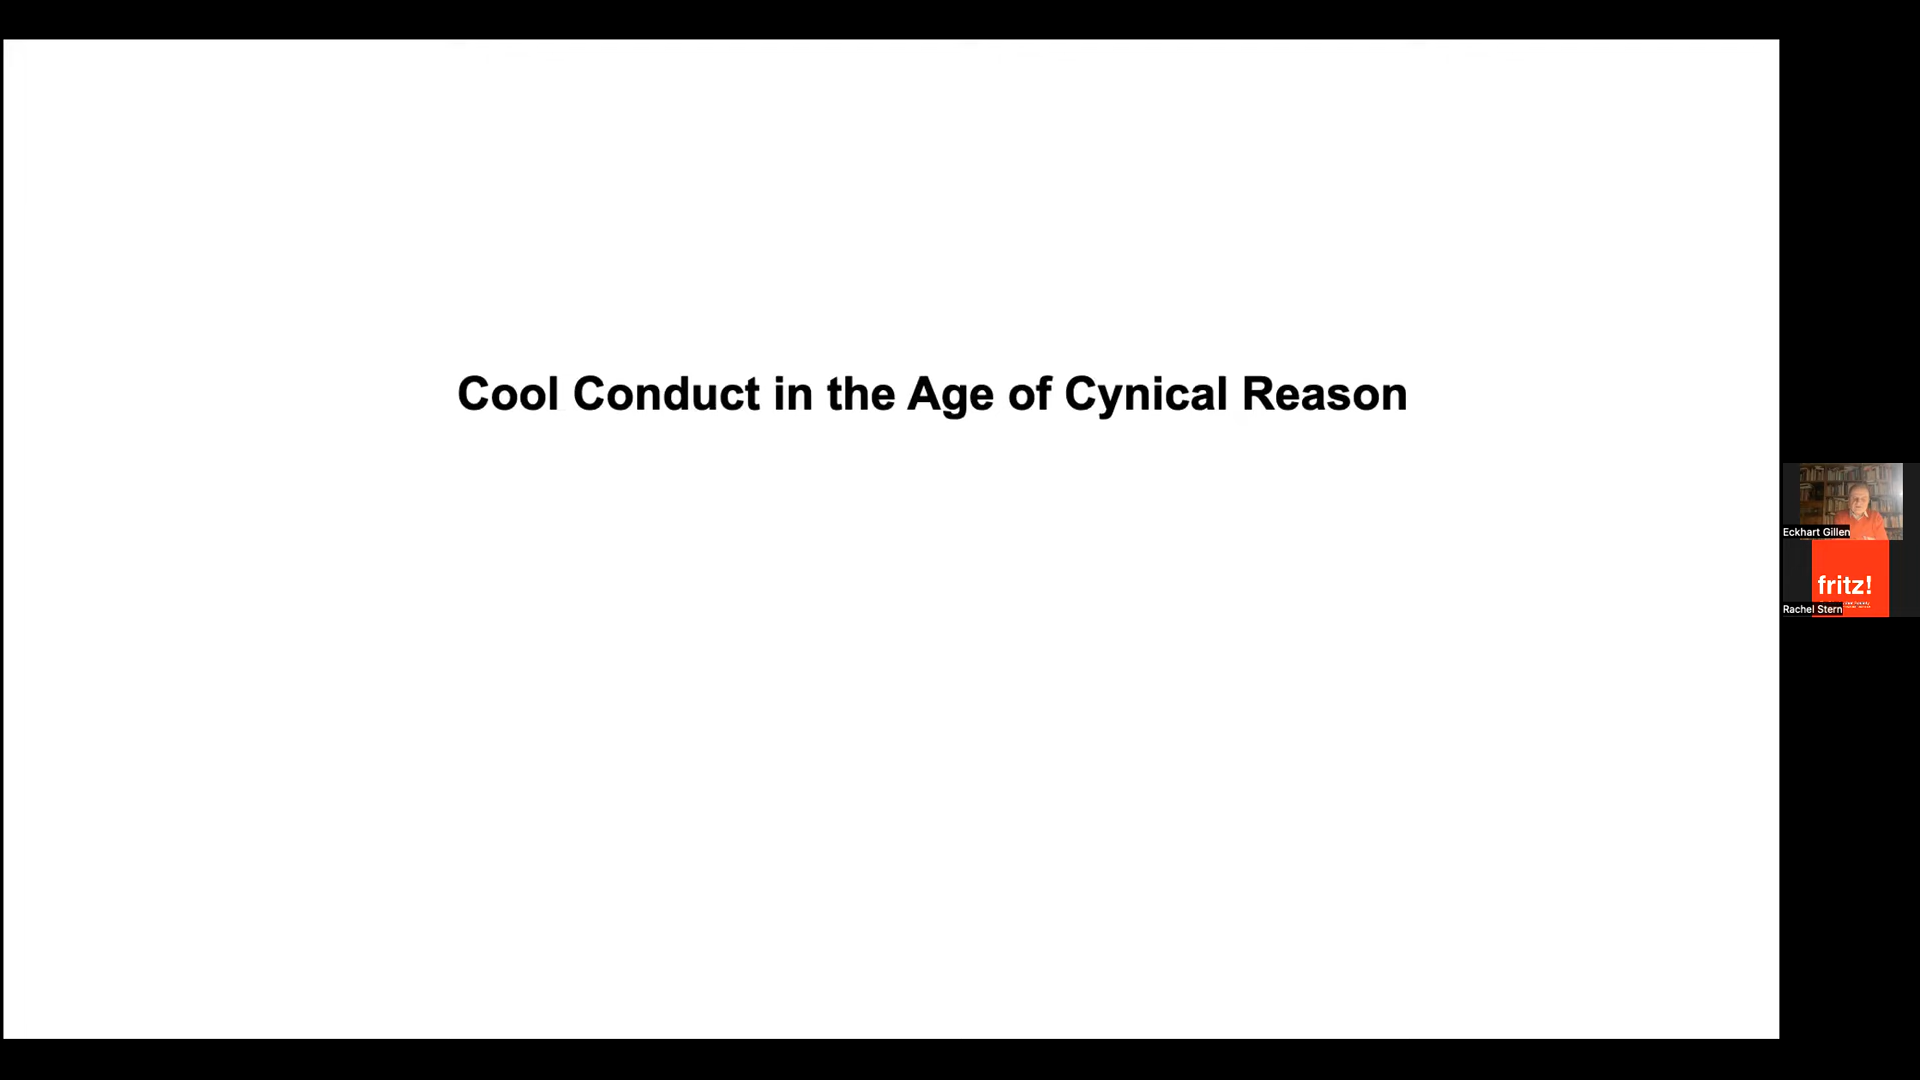 Cool Conduct in the Age of Cynical Reason
Eckhart Gillen
fritz!
Rachel Stern